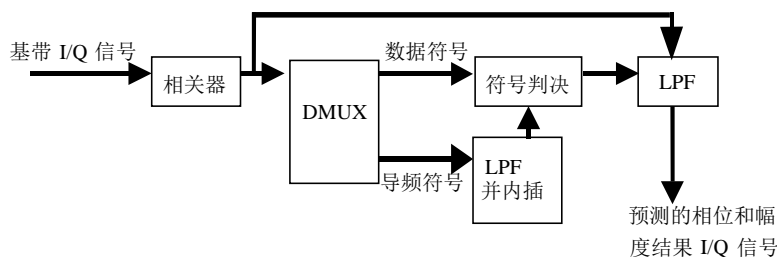 基带 I/Q 信号
相关器
DMUX
数据符号
导频符号
符号判决
LPF
并内插
LPF
预测的相位和幅
度结果 I/Q 信号